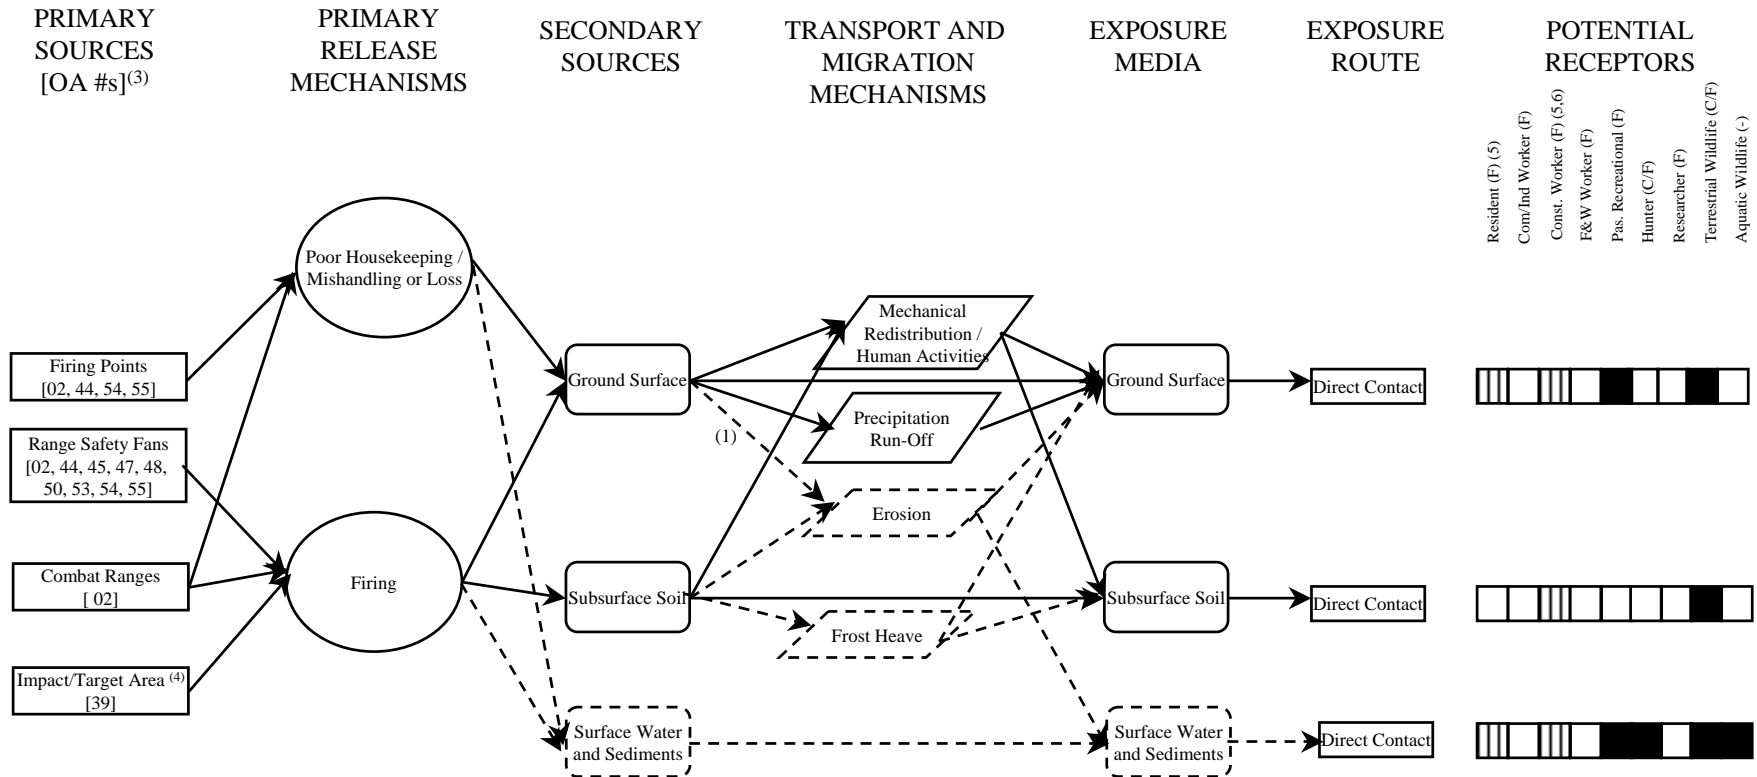 PRIMARY
SOURCES
[OA #s](3)
PRIMARY
RELEASE
MECHANISMS
SECONDARY
SOURCES
TRANSPORT AND
MIGRATION
MECHANISMS
EXPOSURE
MEDIA
EXPOSURE
ROUTE
POTENTIAL
RECEPTORS
Resident (F) (5)
Com/Ind Worker (F)
Const. Worker (F) (5,6)
F&W Worker (F)
Pas. Recreational (F)
Hunter (C/F)
Researcher (F)
Terrestrial Wildlife (C/F)
Aquatic Wildlife (-)
Firing Points
[02, 44, 54, 55]
Range Safety Fans
[02, 44, 45, 47, 48,
50, 53, 54, 55]
Combat Ranges
[ 02]
Impact/Target Area (4)
[39]
Poor Housekeeping /
Mishandling or Loss
Firing
Ground Surface
Subsurface Soil
Surface Water
and Sediments
(1)
Mechanical
Redistribution /
Human Activities
Precipitation
Run-Off
Erosion
Frost Heave
Ground Surface
Subsurface Soil
Surface Water
and Sediments
Direct Contact
Direct Contact
Direct Contact